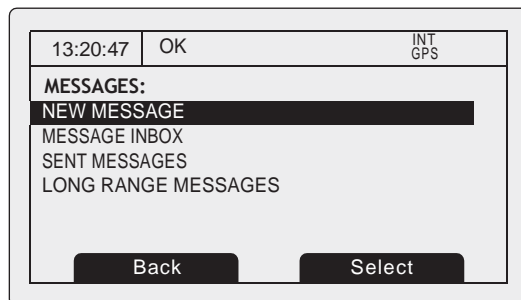 13:20:47 OK INT
GPS
MESSAGES:
NEW MESSAGE
MESSAGE INBOX
SENT MESSAGES
LONG RANGE MESSAGES
Back Select